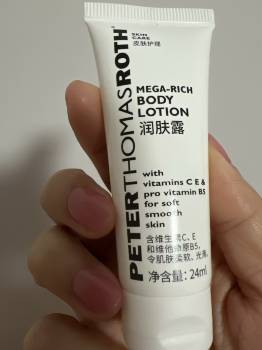 PETER THOMAS ROTH
SKIN
CARE
皮肤护理
MEGA-RICH
BODY
LOTION
润肤露
with
vitamins C E &
pro vitamin B5
for soft
smooth
skin
含维生素C、E
和维他命原B5,
令肌肤柔软、光滑。
净含量: 24ml